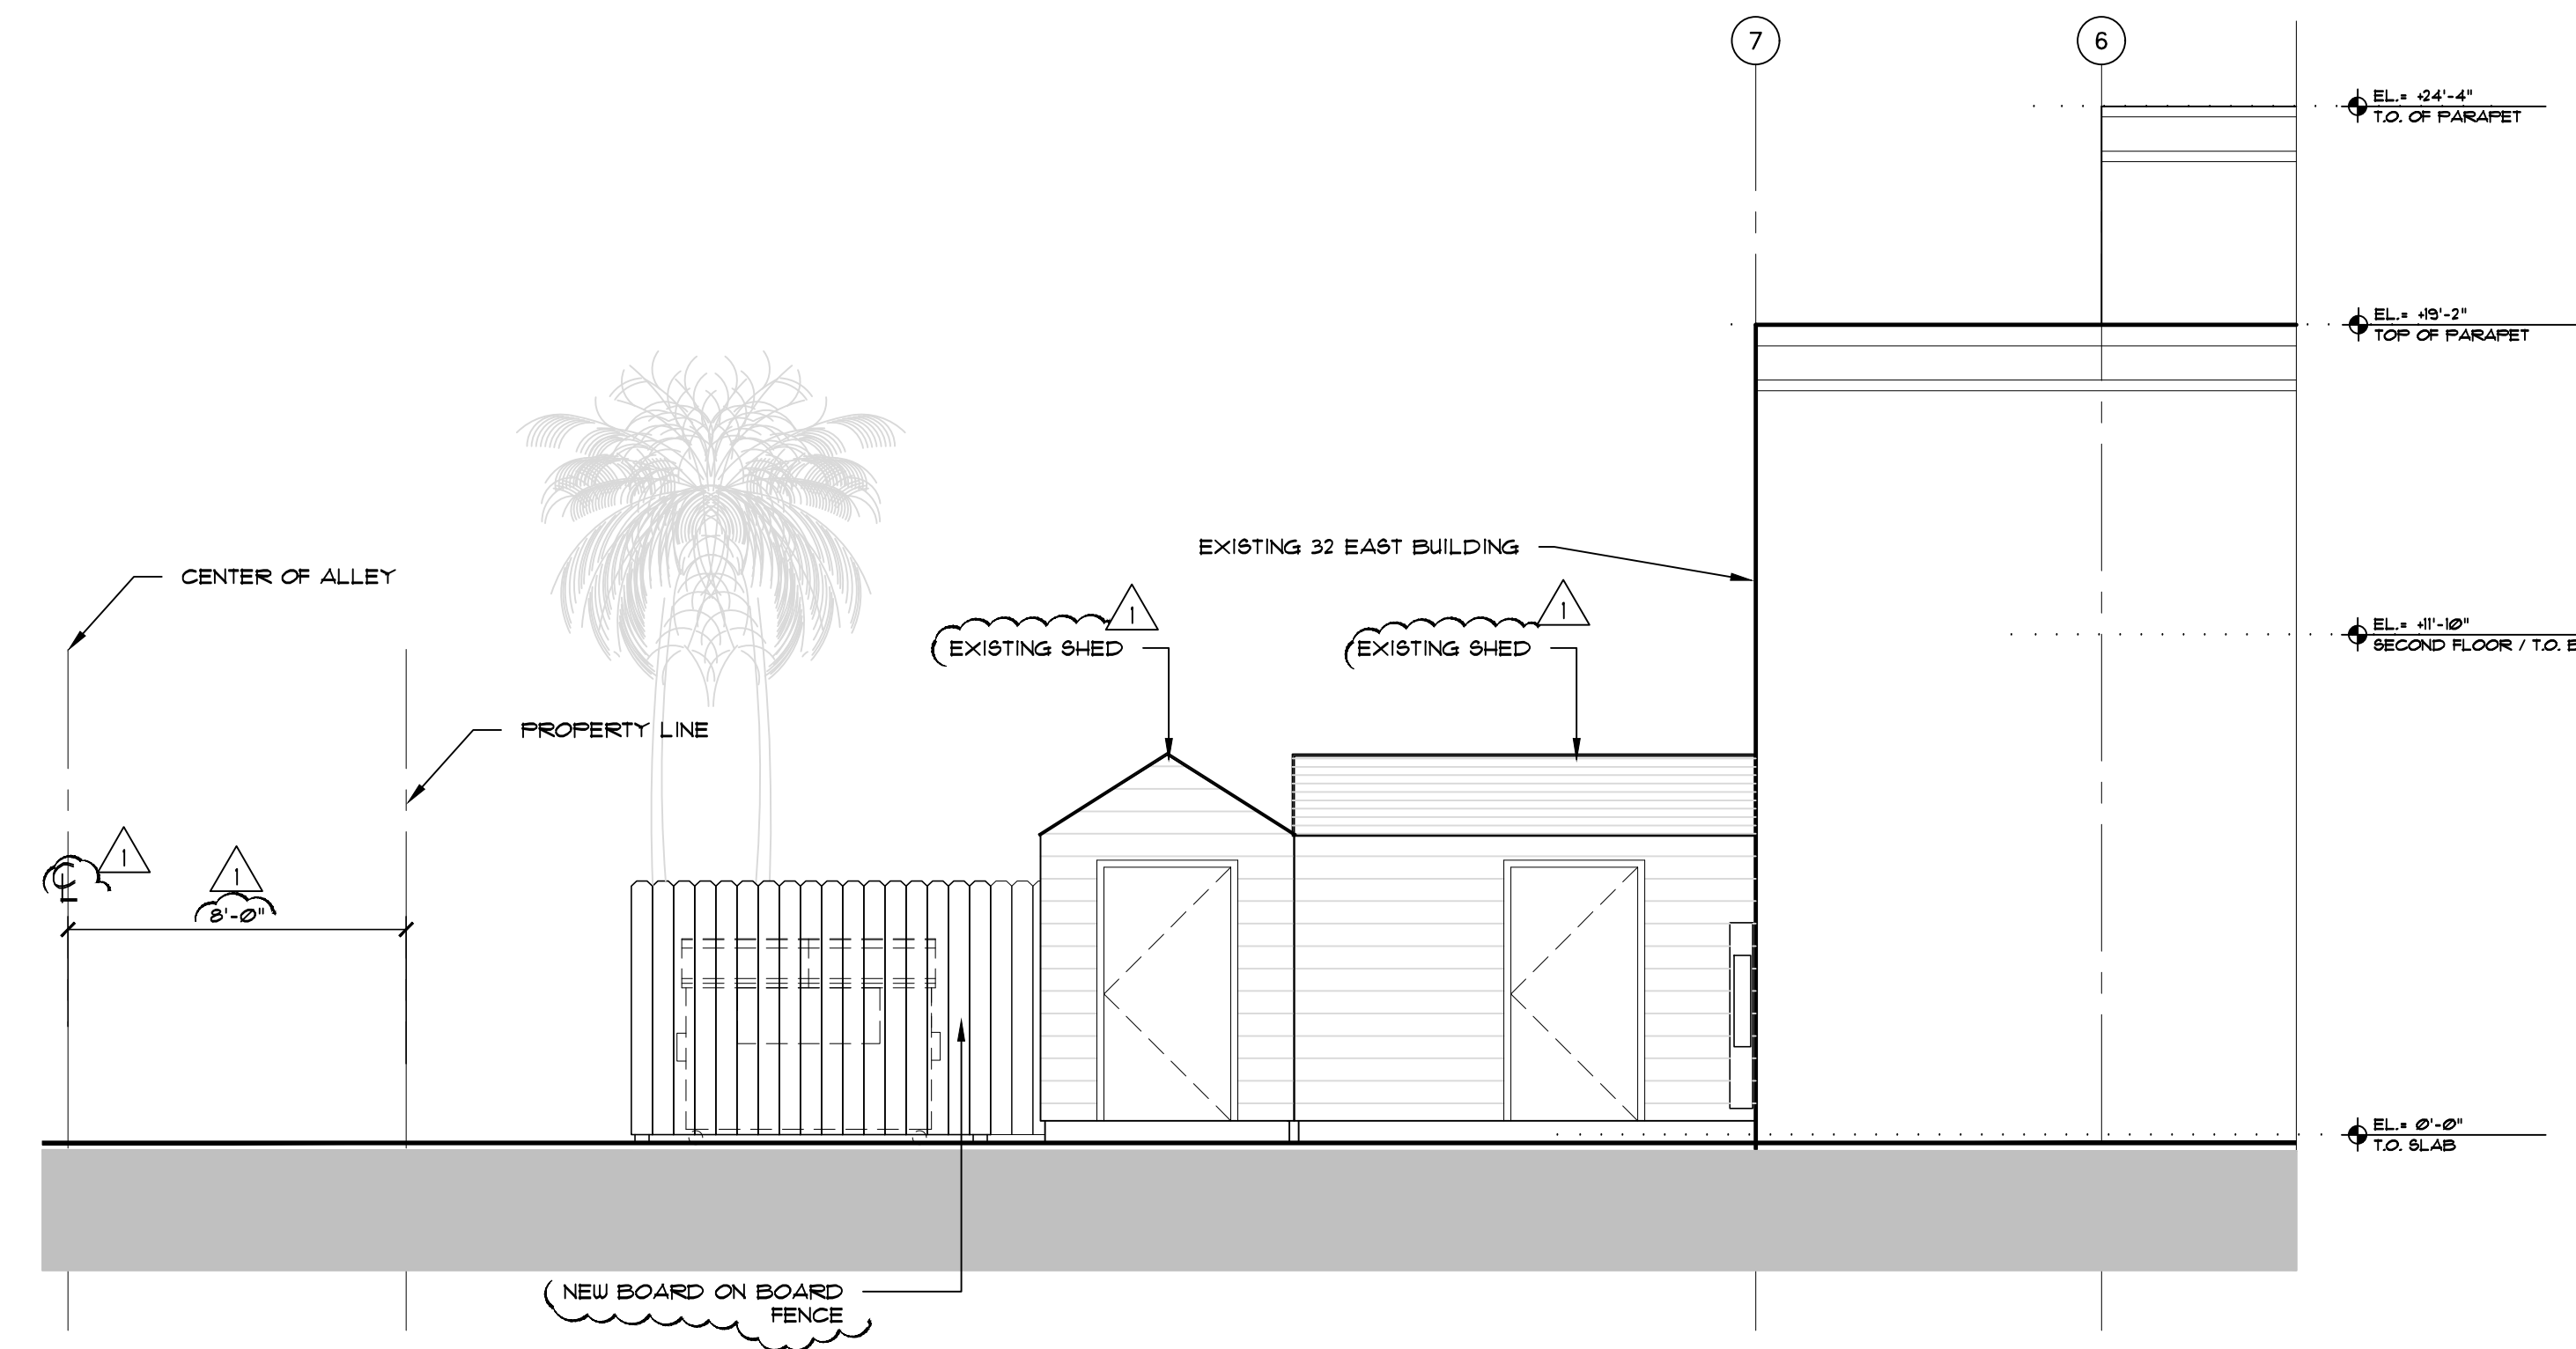 7
6
EL.= +24'-4"
T.O. OF PARAPET
EL.= +19'-2"
TOP OF PARAPET
EXISTING 32 EAST BUILDING
CENTER OF ALLEY
1
1
EXISTING SHED
EXISTING SHED
EL.= +11'-10"
SECOND FLOOR / T.O.
PROPERTY LINE
1
1
℄
8'-0"
EL.= 0'-0"
T.O. SLAB
NEW BOARD ON BOARD
FENCE